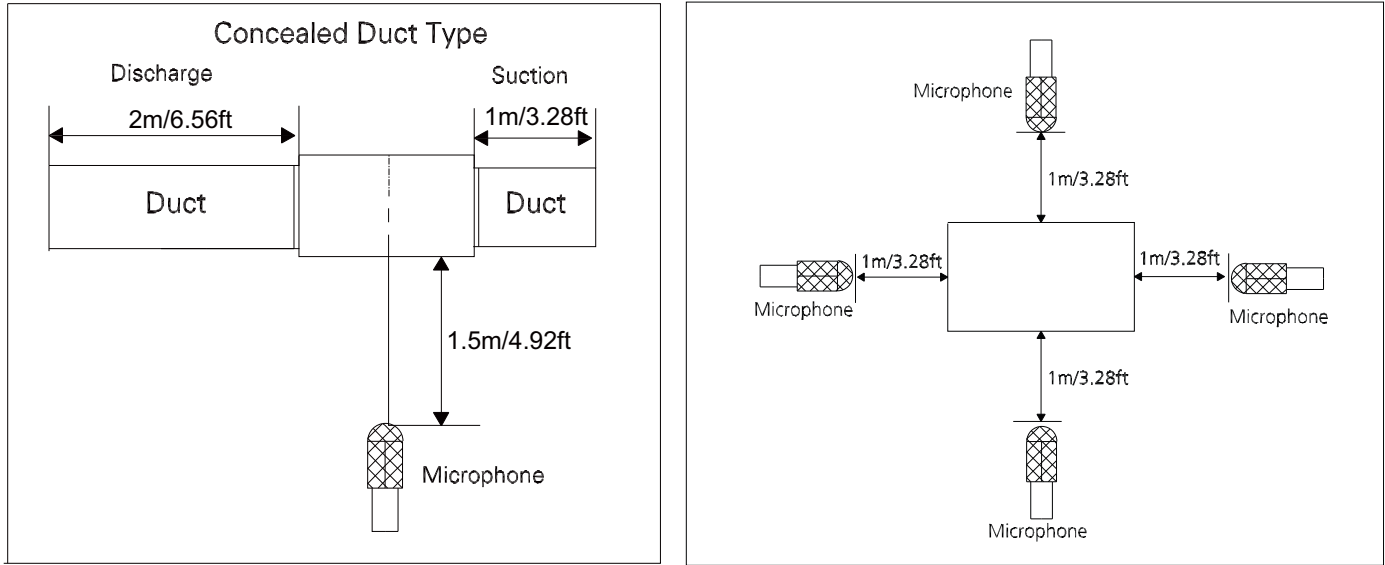 Concealed Duct Type
Discharge
Suction
2m/6.56ft
1m/3.28ft
Duct
Duct
1.5m/4.92ft
Microphone
Microphone
1m/3.28ft
1m/3.28ft
1m/3.28ft
Microphone
Microphone
1m/3.28ft
Microphone